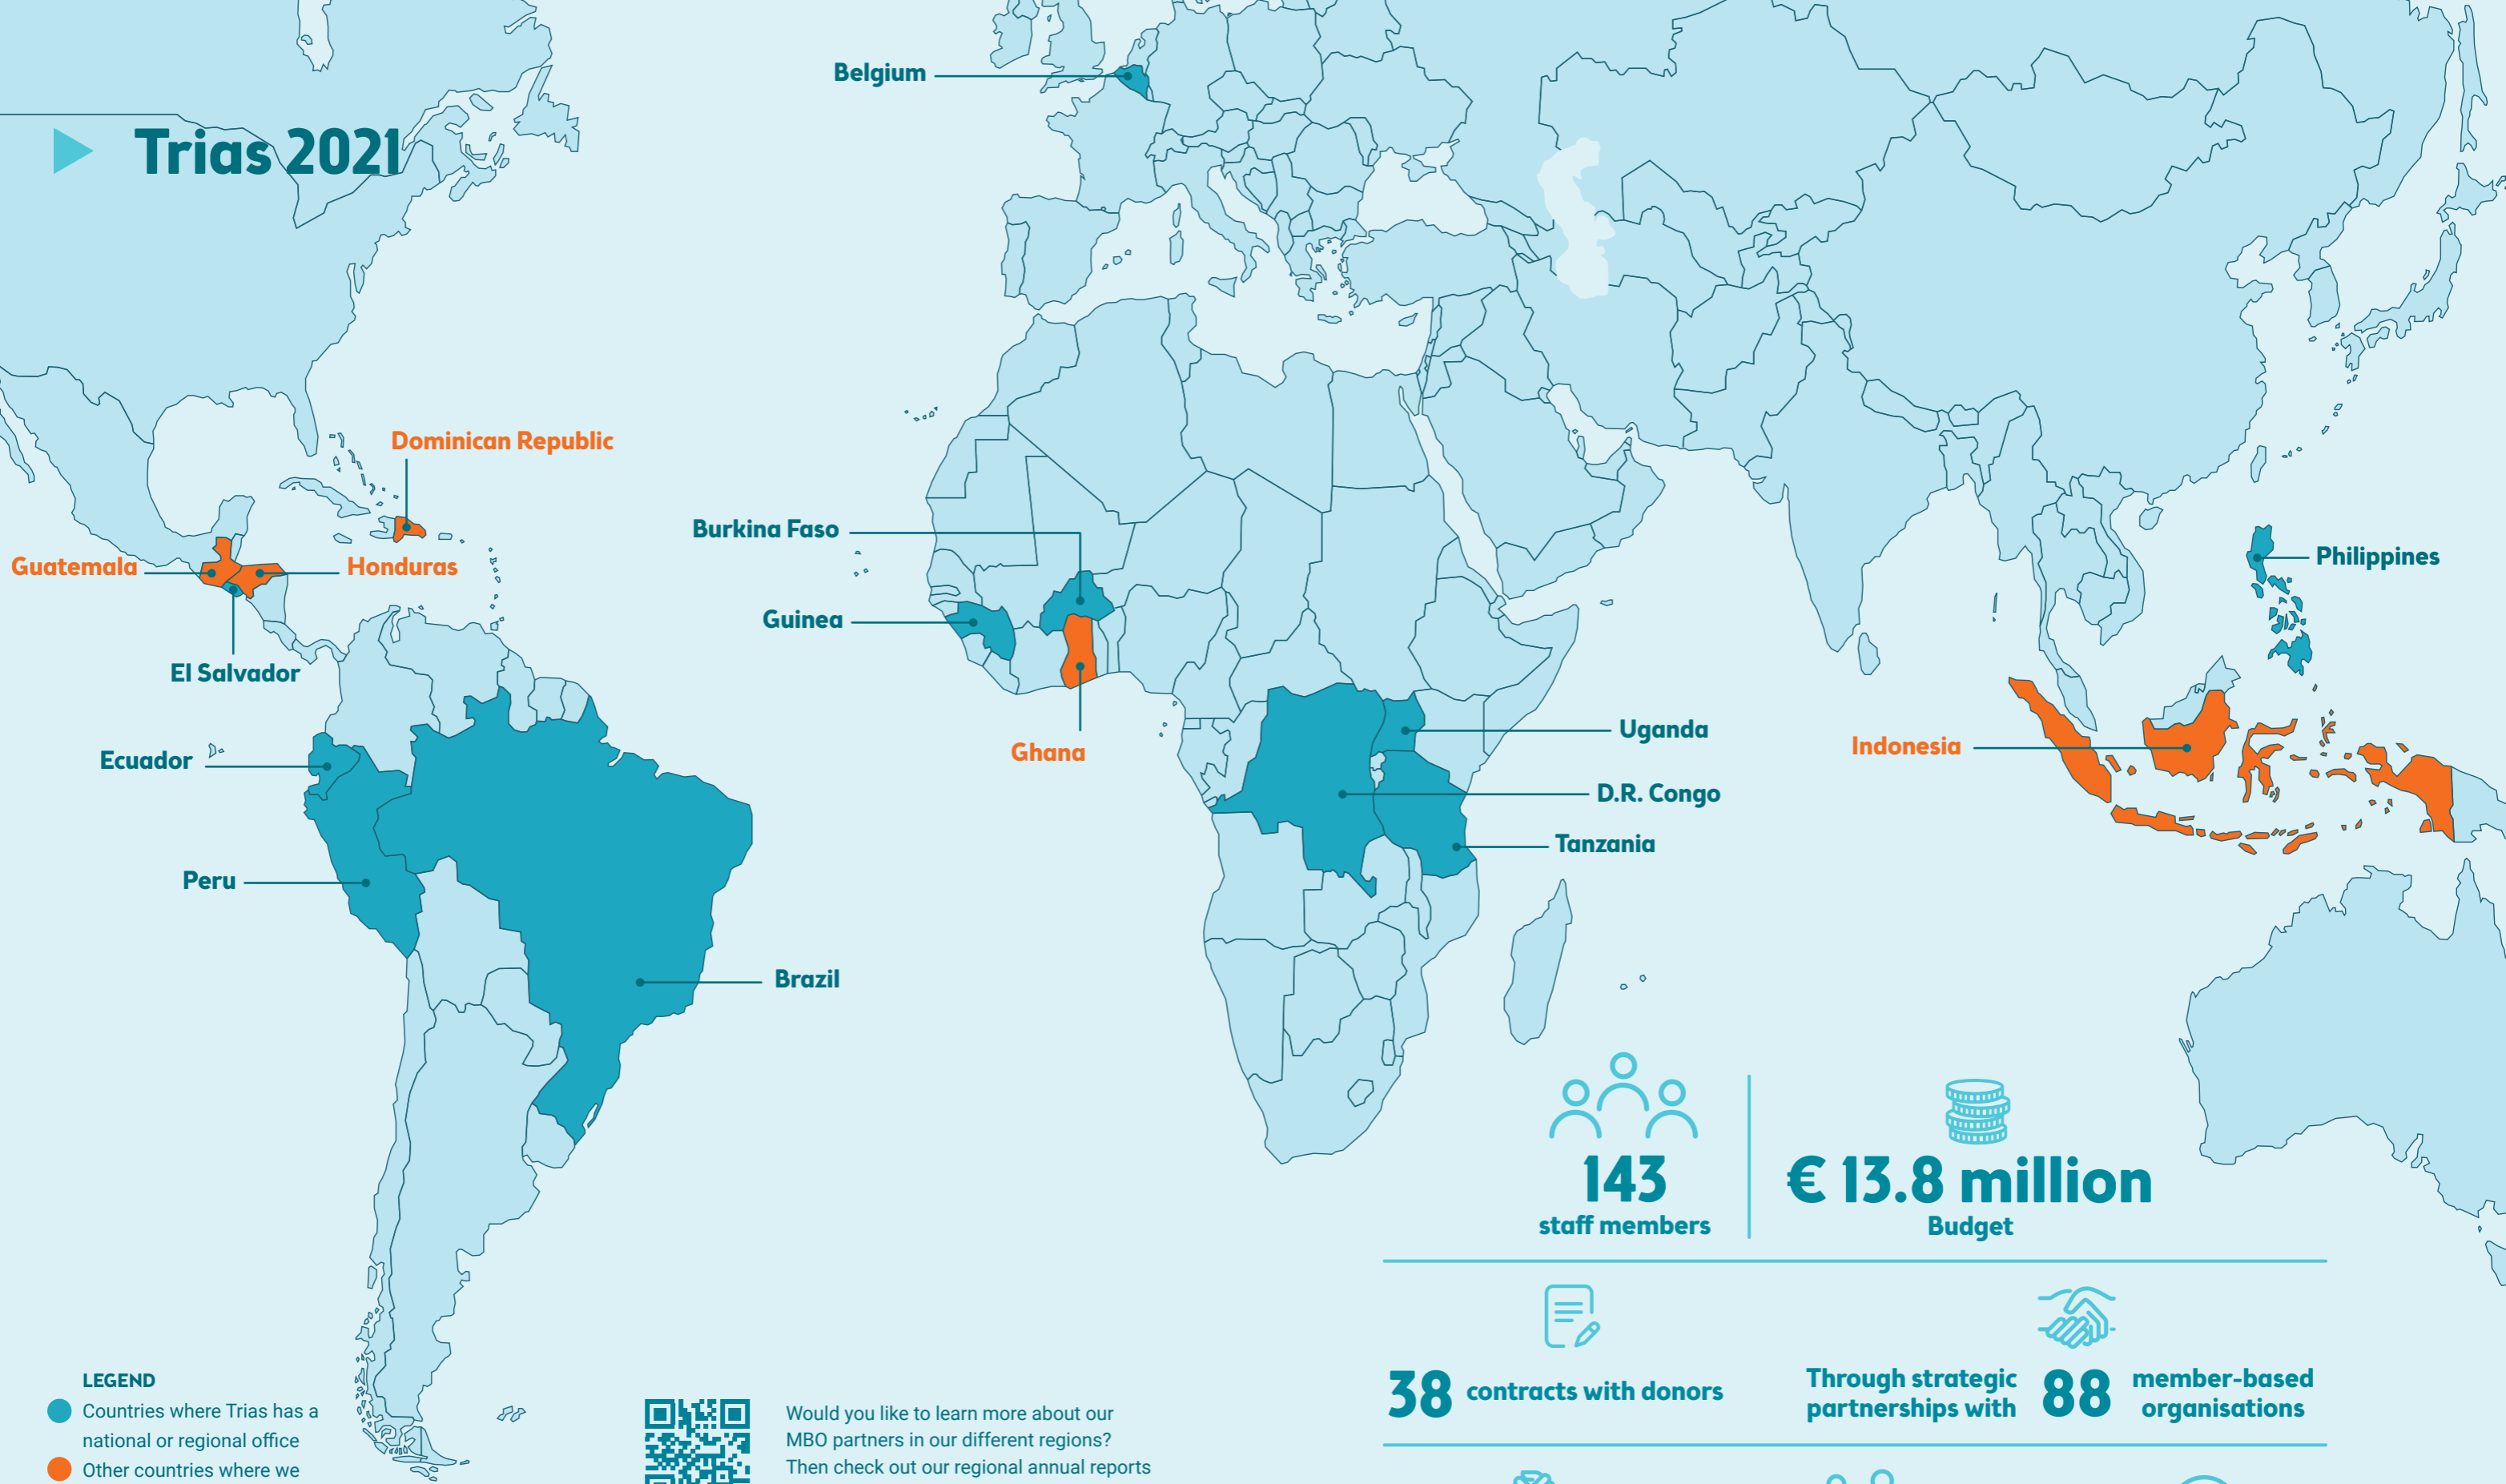 Trias 2021
Belgium
Dominican Republic
Guatemala
Honduras
El Salvador
Burkina Faso
Guinea
Ghana
Philippines
Ecuador
Peru
Brazil
Uganda
D.R. Congo
Tanzania
Indonesia
143
staff members
€ 13.8 million
Budget
38 contracts with donors
Through strategic
partnerships with
88
member-based
organisations
LEGEND
Countries where Trias has a
national or regional office
Other countries where we
Would you like to learn more about our
MBO partners in our different regions?
Then check out our regional annual reports